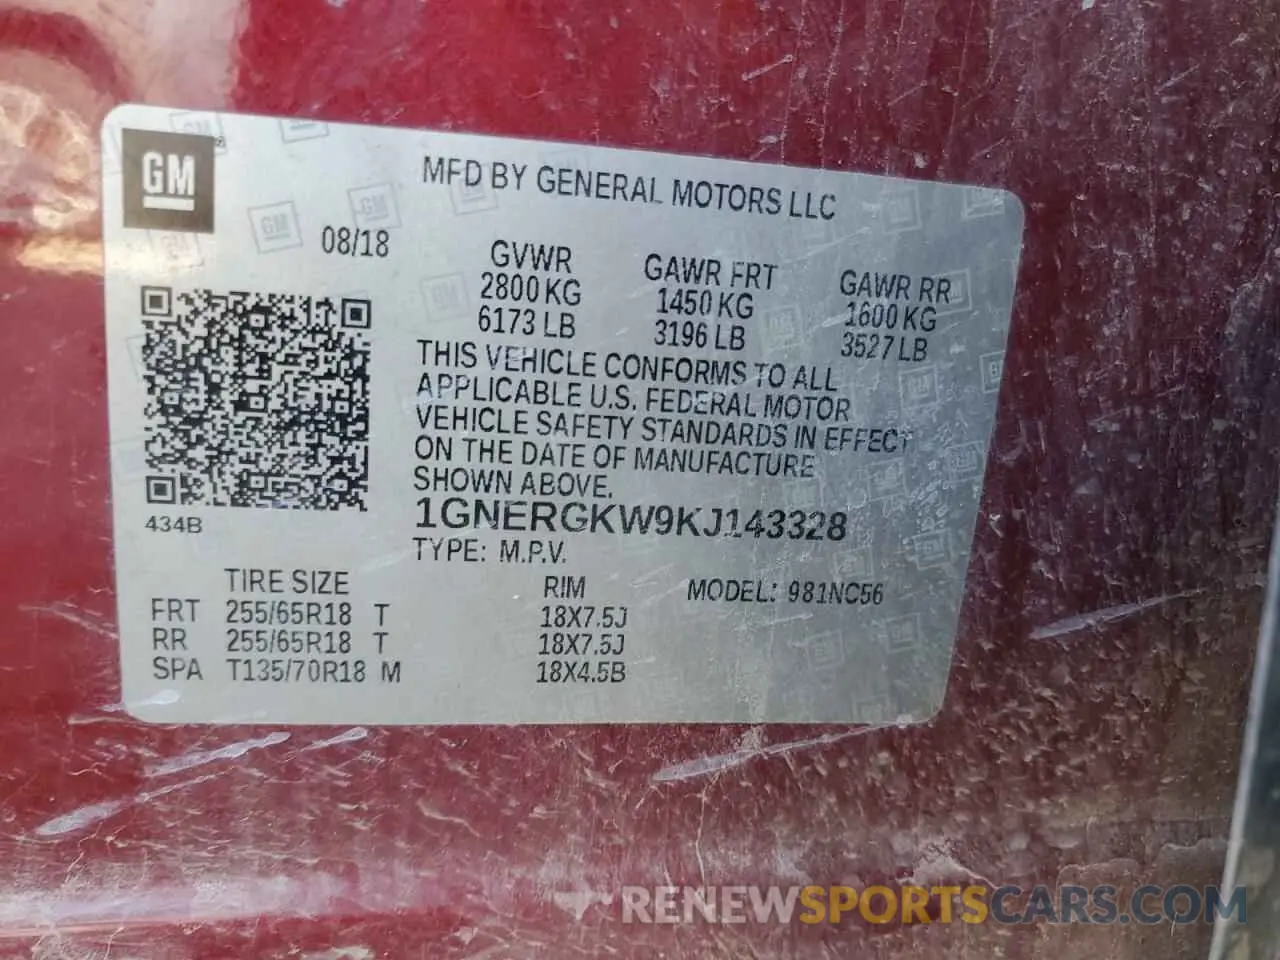 GM
MFD BY GENERAL MOTORS LLC
08/18
GVWR GAWR FRT GAWR RR
2800 KG 1450 KG 1600 KG
6173 LB 3196 LB 3527 LB
THIS VEHICLE CONFORMS TO ALL
APPLICABLE U.S. FEDERAL MOTOR
VEHICLE SAFETY STANDARDS IN EFFECT
ON THE DATE OF MANUFACTURE
SHOWN ABOVE.
434B
1GNERGKW9KJ143328
TYPE: M.P.V.
TIRE SIZE RIM MODEL: 981NC56
FRT 255/65R18 T 18X7.5J
RR 255/65R18 T 18X7.5J
SPA T135/70R18 M 18X4.5B
RENEWSPORTSCARS.COM